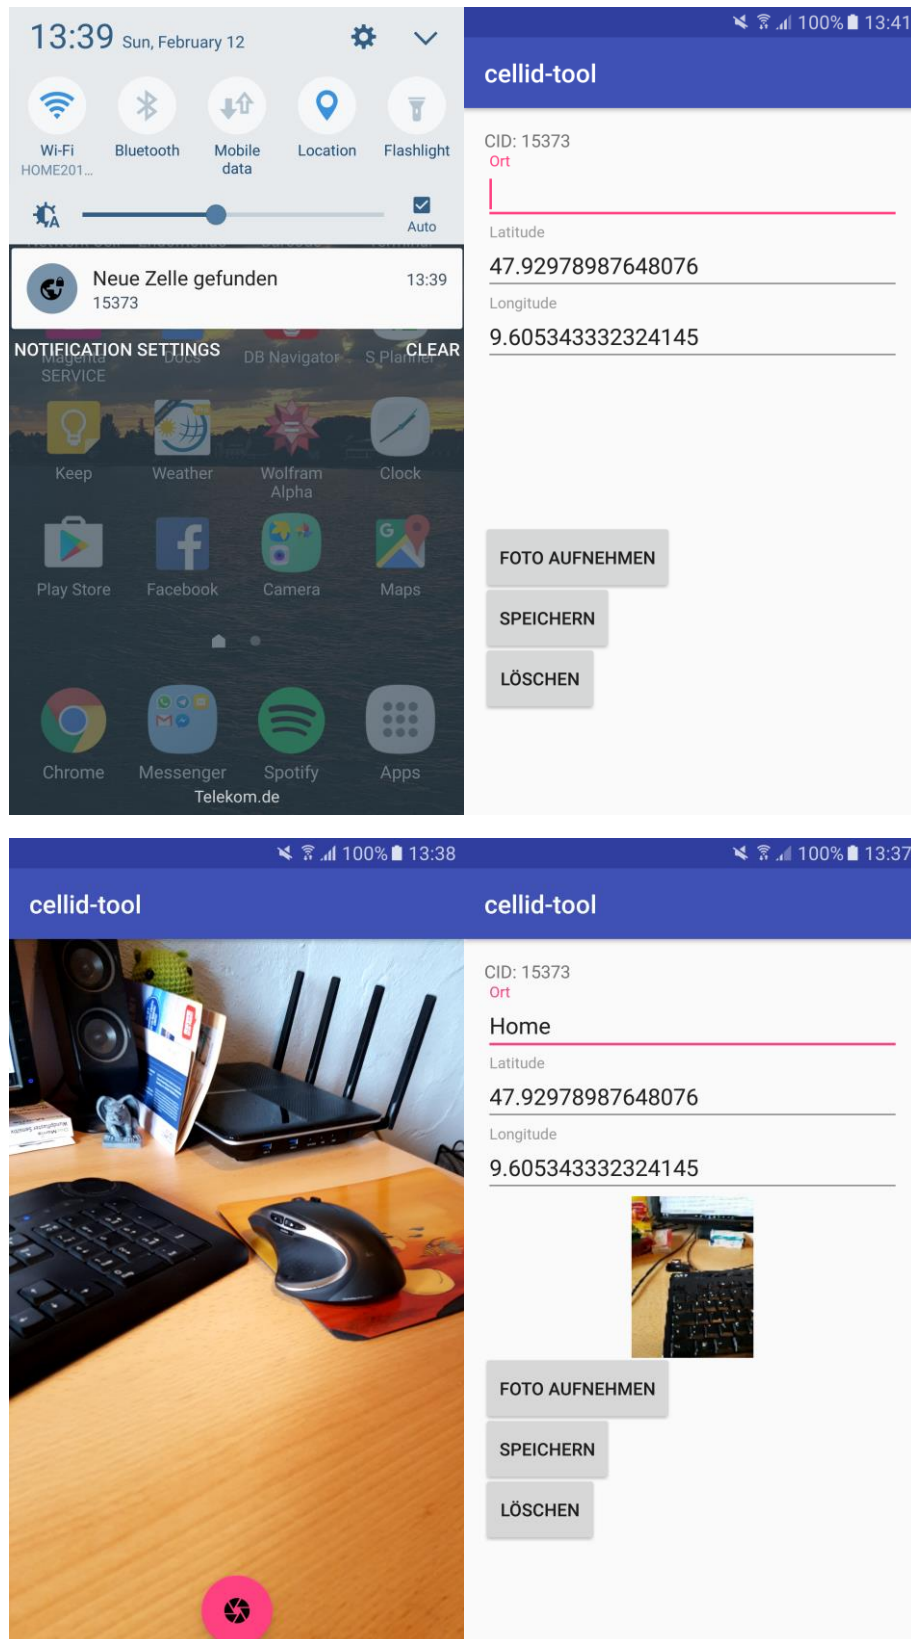 13:39 Sun, February 12
Wi-Fi
HOME201...
Bluetooth
Mobile
data
Location
Flashlight
A
Auto
Neue Zelle gefunden
13:39
15373
NOTIFICATION SETTINGS
CLEAR
Magenta
SERVICE
Docs
DB Navigator
S Planner
Keep
Weather
Wolfram
Alpha
Clock
G
Play Store
Facebook
Camera
Maps
Chrome
Messenger
Spotify
Apps
Telekom.de
100% 13:41
cellid-tool
CID: 15373
Ort
Latitude
47.92978987648076
Longitude
9.605343332324145
FOTO AUFNEHMEN
SPEICHERN
LÖSCHEN
100% 13:38
cellid-tool
100% 13:37
cellid-tool
CID: 15373
Ort
Home
Latitude
47.92978987648076
Longitude
9.605343332324145
FOTO AUFNEHMEN
SPEICHERN
LÖSCHEN